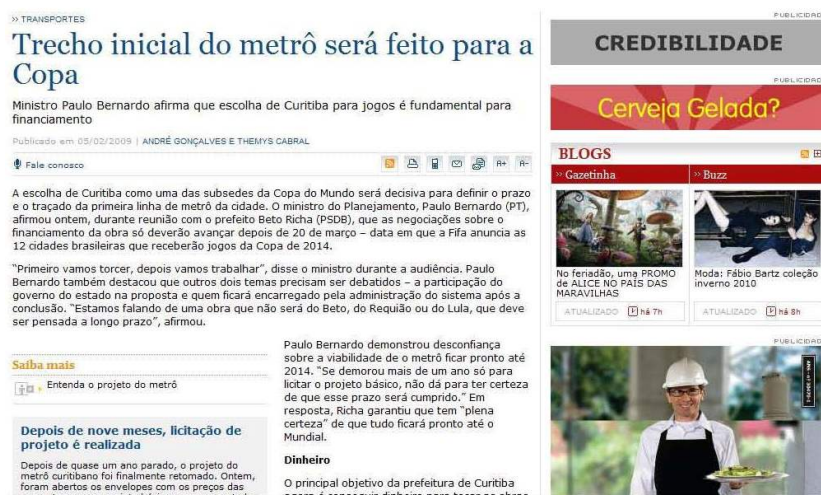 ›› TRANSPORTES
Trecho inicial do metrô será feito para a
Copa
Ministro Paulo Bernardo afirma que escolha de Curitiba para jogos é fundamental para
financiamento
Publicado em 05/02/2009 | ANDRÉ GONÇALVES E THEMYS CABRAL
Fale conosco
A+ A-
A escolha de Curitiba como uma das subsedes da Copa do Mundo será decisiva para definir o prazo
e o traçado da primeira linha de metrô da cidade. O ministro do Planejamento, Paulo Bernardo (PT),
afirmou ontem, durante reunião com o prefeito Beto Richa (PSDB), que as negociações sobre o
financiamento da obra só deverão avançar depois de 20 de março – data em que a Fifa anuncia as
12 cidades brasileiras que receberão jogos da Copa de 2014.
“Primeiro vamos torcer, depois vamos trabalhar”, disse o ministro durante a audiência. Paulo
Bernardo também destacou que outros dois temas precisam ser debatidos – a participação do
governo do estado na proposta e quem ficará encarregado pela administração do sistema após a
conclusão. “Estamos falando de uma obra que não será do Beto, do Requião ou do Lula, que deve
ser pensada a longo prazo”, afirmou.
Saiba mais
Entenda o projeto do metrô
Depois de nove meses, licitação de
projeto é realizada
Depois de quase um ano parado, o projeto do
metrô curitibano foi finalmente retomado. Ontem,
foram abertos os envelopes com os preços das
Paulo Bernardo demonstrou desconfiança
sobre a viabilidade de o metrô ficar pronto até
2014. “Se demorou mais de um ano só para
licitar o projeto básico, não dá para ter certeza
de que esse prazo será cumprido.” Em
resposta, Richa garantiu que tem “plena
certeza” de que tudo ficará pronto até o
Mundial.
Dinheiro
O principal objetivo da prefeitura de Curitiba
agora é conseguir dinheiro para tocar as obras
PUBLICIDAD
CREDIBILIDADE
PUBLICIDAD
Cerveja Gelada?
BLOGS
›› Gazetinha
›› Buzz
No feriadão, uma PROMO
de ALICE NO PAÍS DAS
MARAVILHAS
Moda: Fábio Bartz coleção
inverno 2010
ATUALIZADO há 7h
ATUALIZADO há 8h
PUBLICIDAD